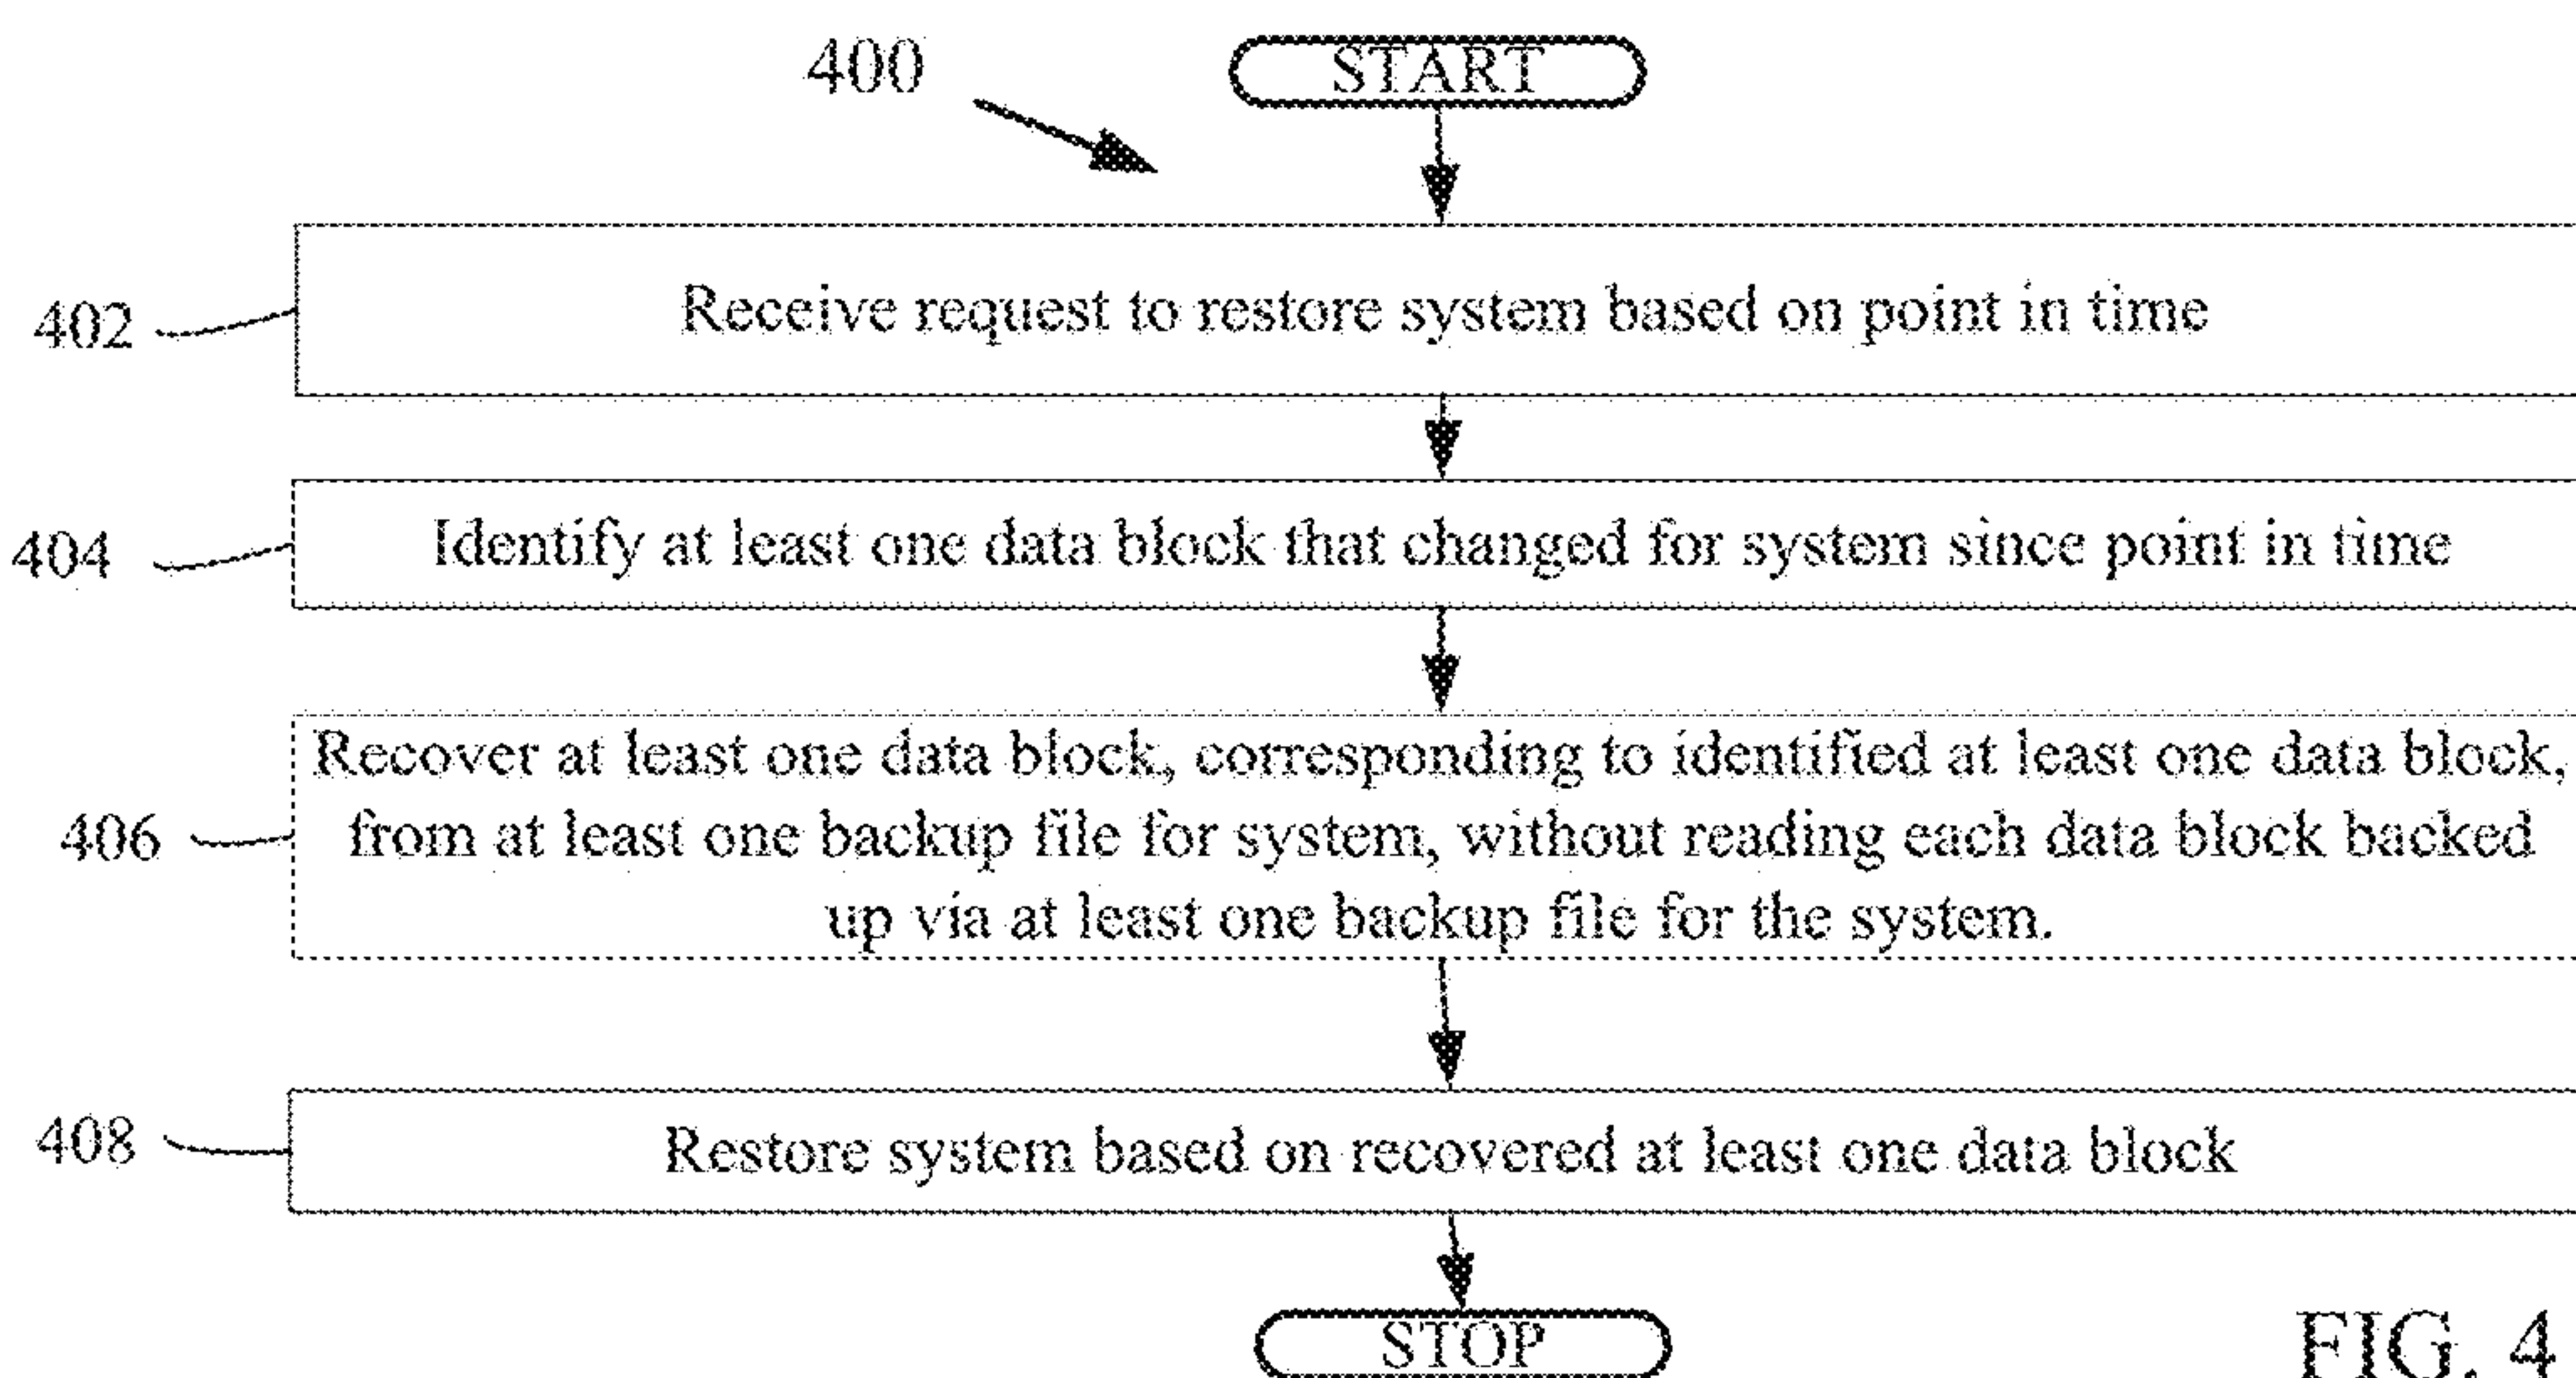 400
START
402
Receive request to restore system based on point in time
404
Identify at least one data block that changed for system since point in time
406
Recover at least one data block, corresponding to identified at least one data block,
from at least one backup file for system, without reading each data block backed
up via at least one backup file for the system.
408
Restore system based on recovered at least one data block
STOP
FIG. 4